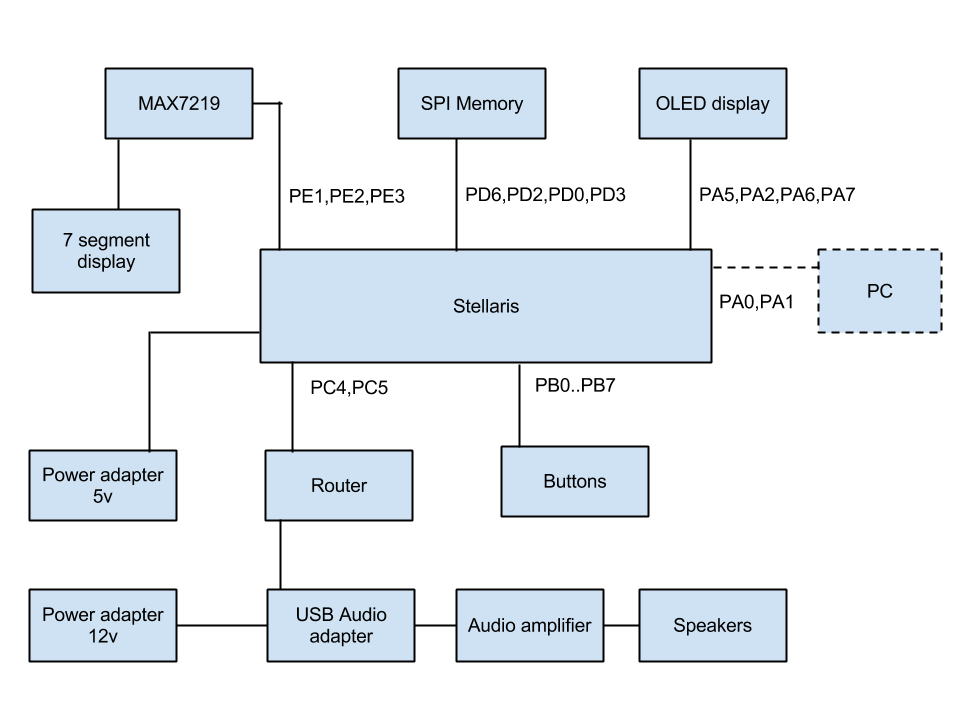 MAX7219
SPI Memory
OLED display
PE1,PE2,PE3
PD6,PD2,PD0,PD3
PA5,PA2,PA6,PA7
7 segment
display
Stellaris
PA0,PA1
PC
PC4,PC5
PB0..PB7
Power adapter
5v
Router
Buttons
Power adapter
12v
USB Audio
adapter
Audio amplifier
Speakers